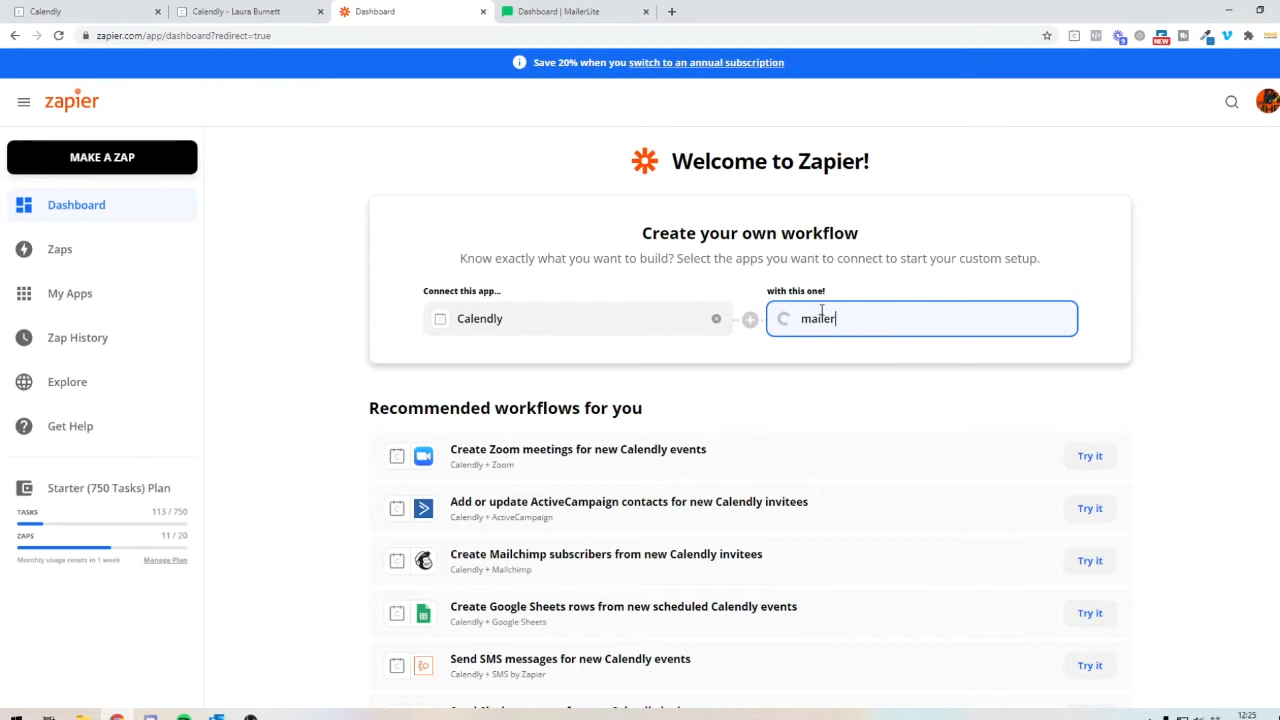 Calendly
Calendly - Laura Burnett
Dashboard
Dashboard | MailerLite
zapier.com/app/dashboard?redirect=true
NEW
Save 20% when you switch to an annual subscription
zapier
MAKE A ZAP
Dashboard
Zaps
My Apps
Zap History
Explore
Get Help
Starter (750 Tasks) Plan
TASKS 113 / 750
ZAPS 11 / 20
Monthly usage resets in 1 week Manage Plan
Welcome to Zapier!
Create your own workflow
Know exactly what you want to build? Select the apps you want to connect to start your custom setup.
Connect this app... with this one!
Calendly mailer
Recommended workflows for you
Create Zoom meetings for new Calendly events
Calendly + Zoom
Try it
Add or update ActiveCampaign contacts for new Calendly invitees
Calendly + ActiveCampaign
Try it
Create Mailchimp subscribers from new Calendly invitees
Calendly + Mailchimp
Try it
Create Google Sheets rows from new scheduled Calendly events
Calendly + Google Sheets
Try it
Send SMS messages for new Calendly events
Calendly + SMS by Zapier
Try it
12:25